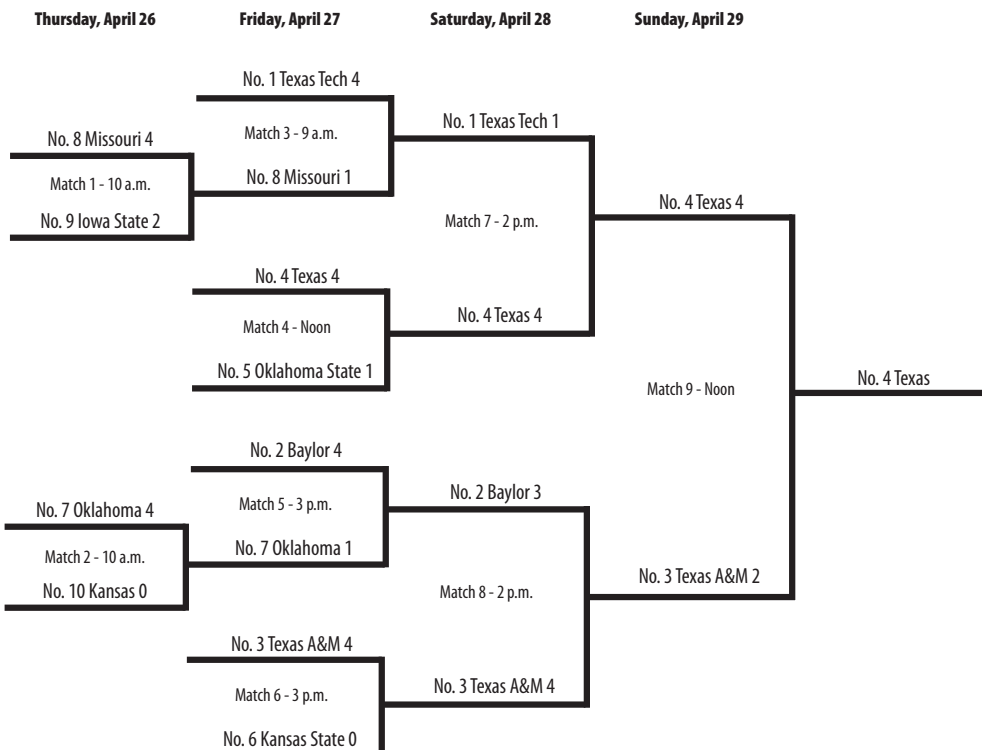 Thursday, April 26
Friday, April 27
Saturday, April 28
Sunday, April 29
No. 1 Texas Tech 4
No. 8 Missouri 4
Match 3 - 9 a.m.
No. 1 Texas Tech 1
Match 1 - 10 a.m.
No. 8 Missouri 1
No. 9 Iowa State 2
Match 7 - 2 p.m.
No. 4 Texas 4
No. 4 Texas 4
Match 4 - Noon
No. 4 Texas 4
No. 5 Oklahoma State 1
Match 9 - Noon
No. 4 Texas
No. 2 Baylor 4
No. 7 Oklahoma 4
Match 5 - 3 p.m.
No. 2 Baylor 3
Match 2 - 10 a.m.
No. 7 Oklahoma 1
No. 10 Kansas 0
Match 8 - 2 p.m.
No. 3 Texas A&M 2
No. 3 Texas A&M 4
Match 6 - 3 p.m.
No. 3 Texas A&M 4
No. 6 Kansas State 0